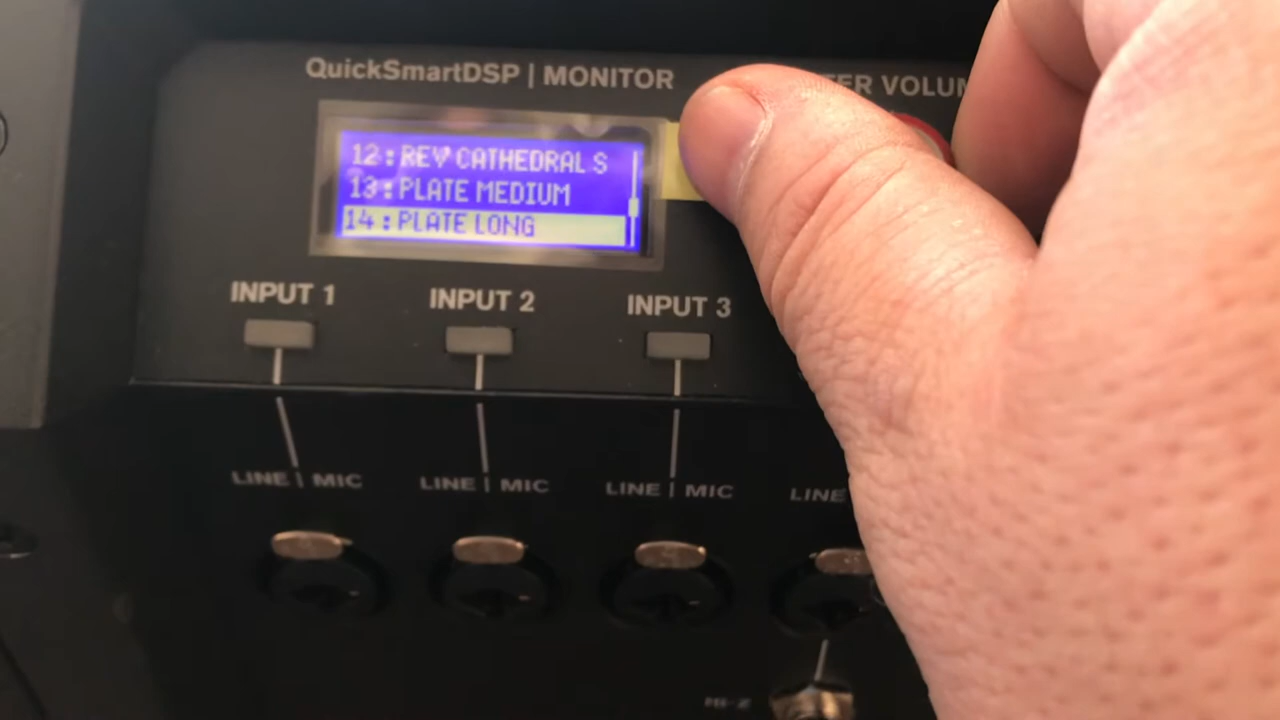 QuickSmartDSP | MONITOR
12:REV CATHEDRAL S
13:PLATE MEDIUM
14:PLATE LONG
INPUT 1
INPUT 2
INPUT 3
LINE | MIC
LINE | MIC
LINE | MIC
LINE
HI-Z